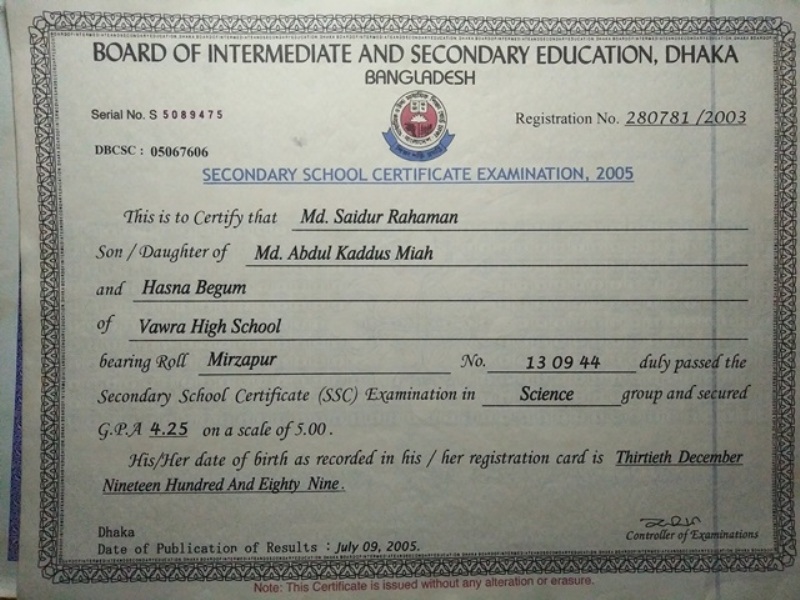 BOARD OF INTERMEDIATE AND SECONDARY EDUCATION, DHAKA
BANGLADESH
Serial No. S 5089475
Registration No. 280781 /2003
DBCSC : 05067606
SECONDARY SCHOOL CERTIFICATE EXAMINATION, 2005
This is to Certify that Md. Saidur Rahaman
Son / Daughter of Md. Abdul Kaddus Miah
and Hasna Begum
of Vawra High School
bearing Roll Mirzapur No. 13 09 44 duly passed the
Secondary School Certificate (SSC) Examination in Science group and secured
G.P.A 4.25 on a scale of 5.00.
His/Her date of birth as recorded in his / her registration card is Thirtieth December
Nineteen Hundred And Eighty Nine.
Dhaka
Controller of Examinations
Date of Publication of Results : July 09, 2005.
Note: This Certificate is issued without any alteration or erasure.